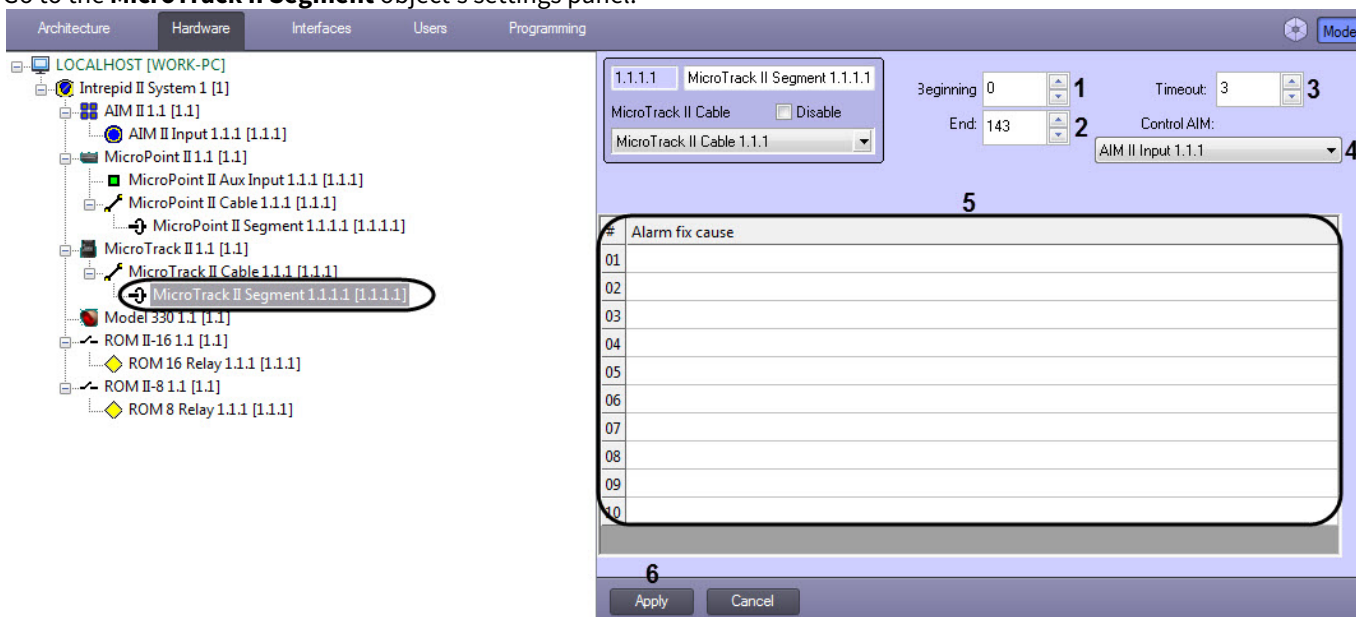 Go to the MicroTrack II Segment object's settings panel.
Architecture Hardware Interfaces Users Programming Mode
LOCALHOST [WORK-PC]
Intrepid II System 1 [1]
AIM II 1.1 [1.1]
AIM II Input 1.1.1 [1.1.1]
MicroPoint II 1.1 [1.1]
MicroPoint II Aux Input 1.1.1 [1.1.1]
MicroPoint II Cable 1.1.1 [1.1.1]
MicroPoint II Segment 1.1.1.1 [1.1.1.1]
MicroTrack II 1.1 [1.1]
MicroTrack II Cable 1.1.1 [1.1.1]
MicroTrack II Segment 1.1.1.1 [1.1.1.1]
Model 330 1.1 [1.1]
ROM II-16 1.1 [1.1]
ROM 16 Relay 1.1.1 [1.1.1]
ROM II-8 1.1 [1.1]
ROM 8 Relay 1.1.1 [1.1.1]
1.1.1.1 MicroTrack II Segment 1.1.1.1
MicroTrack II Cable Disable
MicroTrack II Cable 1.1.1
Beginning 0 1
End: 143 2
Timeout: 3 3
Control AIM:
AIM II Input 1.1.1 4
5
# Alarm fix cause
01
02
03
04
05
06
07
08
09
10
6
Apply Cancel